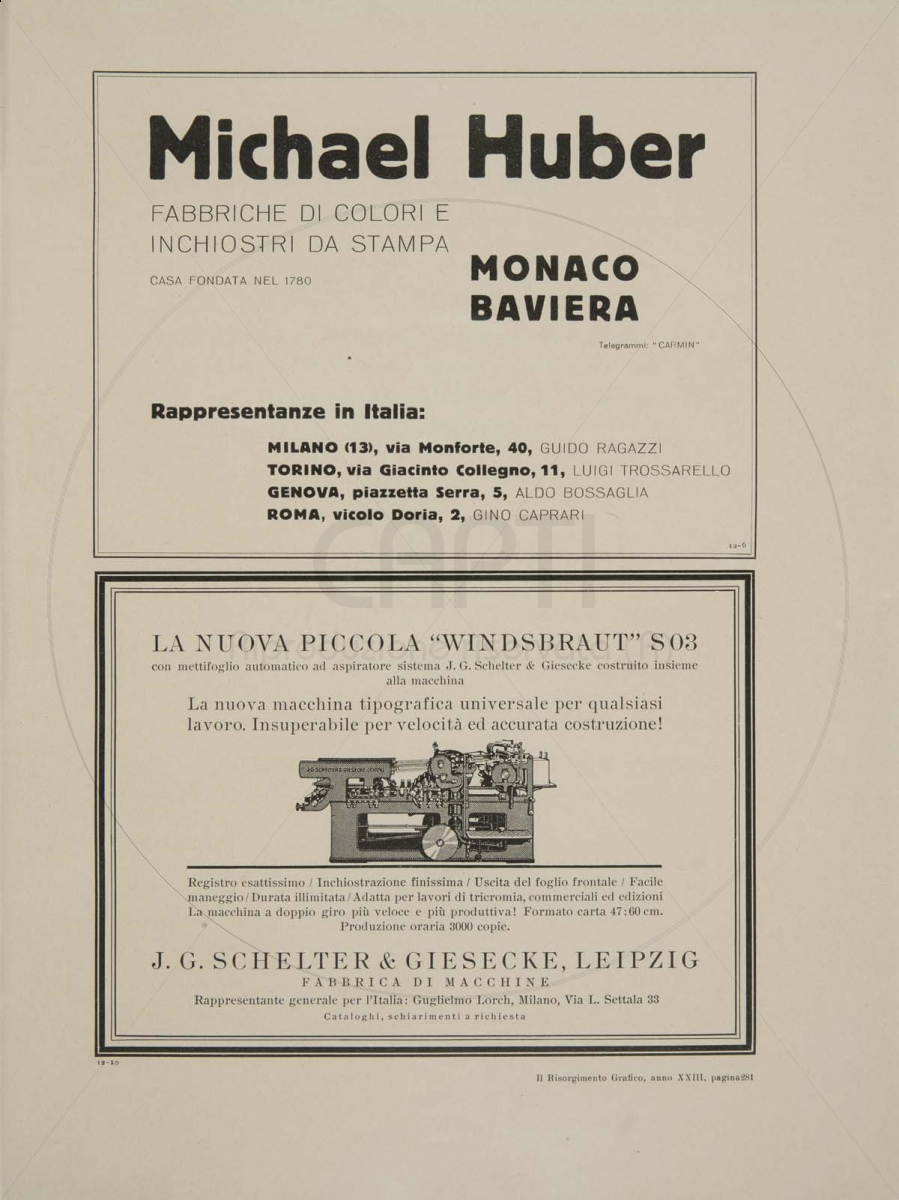 Michael Huber
FABBRICHE DI COLORI E
INCHIOSTRI DA STAMPA
CASA FONDATA NEL 1780
MONACO
BAVIERA
Telegrammi: "CARMIN"
Rappresentanze in Italia:
MILANO (13), via Monforte, 40, GUIDO RAGAZZI
TORINO, via Giacinto Collegno, 11, LUIGI TROSSARELLO
GENOVA, piazzetta Serra, 5, ALDO BOSSAGLIA
ROMA, vicolo Doria, 2, GINO CAPRARI
12-6
CAPTI
LA NUOVA PICCOLA “WINDSBRAUT” S 03
con mettifoglio automatico ad aspiratore sistema J. G. Schelter & Giesecke costruito insieme
alla macchina
La nuova macchina tipografica universale per qualsiasi
lavoro. Insuperabile per velocità ed accurata costruzione!
J·G·SCHELTER & GIESECKE·LEIPZIG
Registro esattissimo / Inchiostrazione finissima / Uscita del foglio frontale / Facile
maneggio / Durata illimitata / Adatta per lavori di tricromia, commerciali ed edizioni
La macchina a doppio giro più veloce e più produttiva! Formato carta 47:60 cm.
Produzione oraria 3000 copie.
J. G. SCHELTER & GIESECKE, LEIPZIG
FABBRICA DI MACCHINE
Rappresentante generale per l'Italia: Guglielmo Lorch, Milano, Via L. Settala 33
Cataloghi, schiarimenti a richiesta
12-10
Il Risorgimento Grafico, anno XXIII, pagina 281